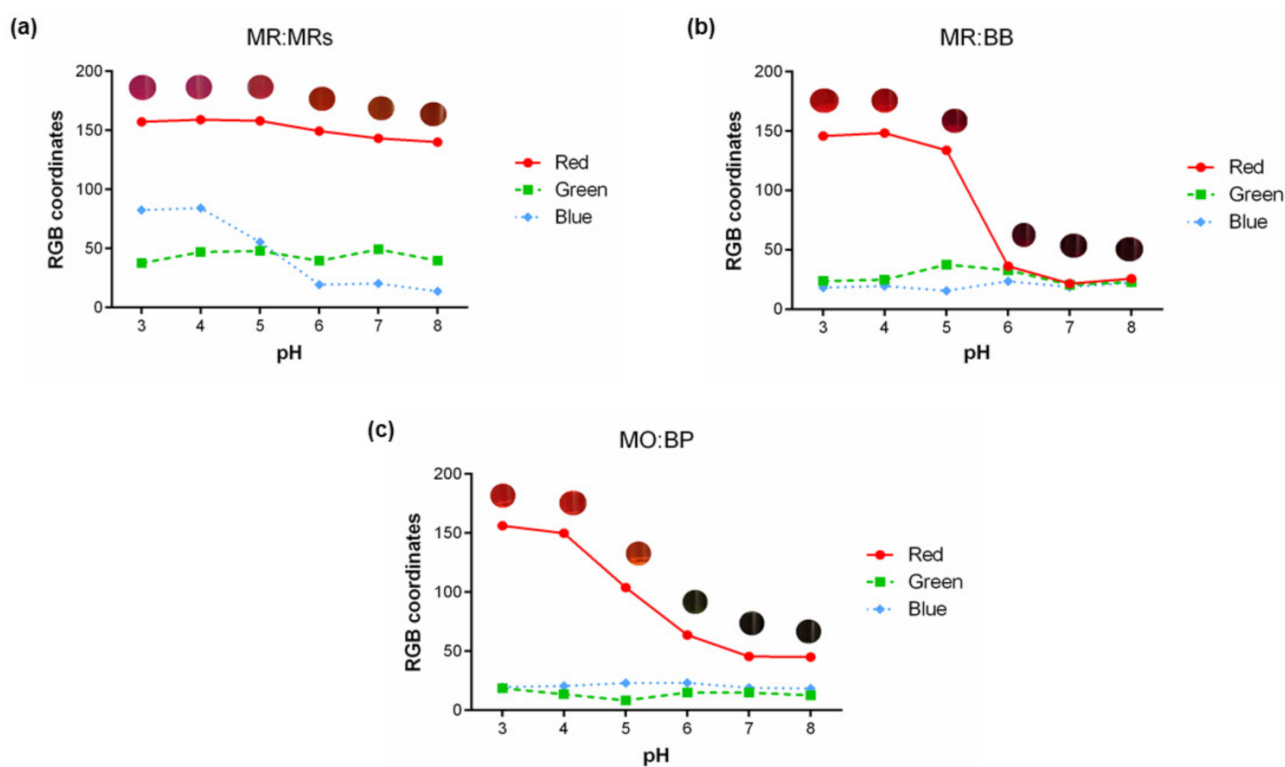 (a)
MR:MRs
RGB coordinates
200
150
100
50
0
3 4 5 6 7 8
pH
Red
Green
Blue
(b)
MR:BB
RGB coordinates
200
150
100
50
0
3 4 5 6 7 8
pH
Red
Green
Blue
(c)
MO:BP
RGB coordinates
200
150
100
50
0
3 4 5 6 7 8
pH
Red
Green
Blue